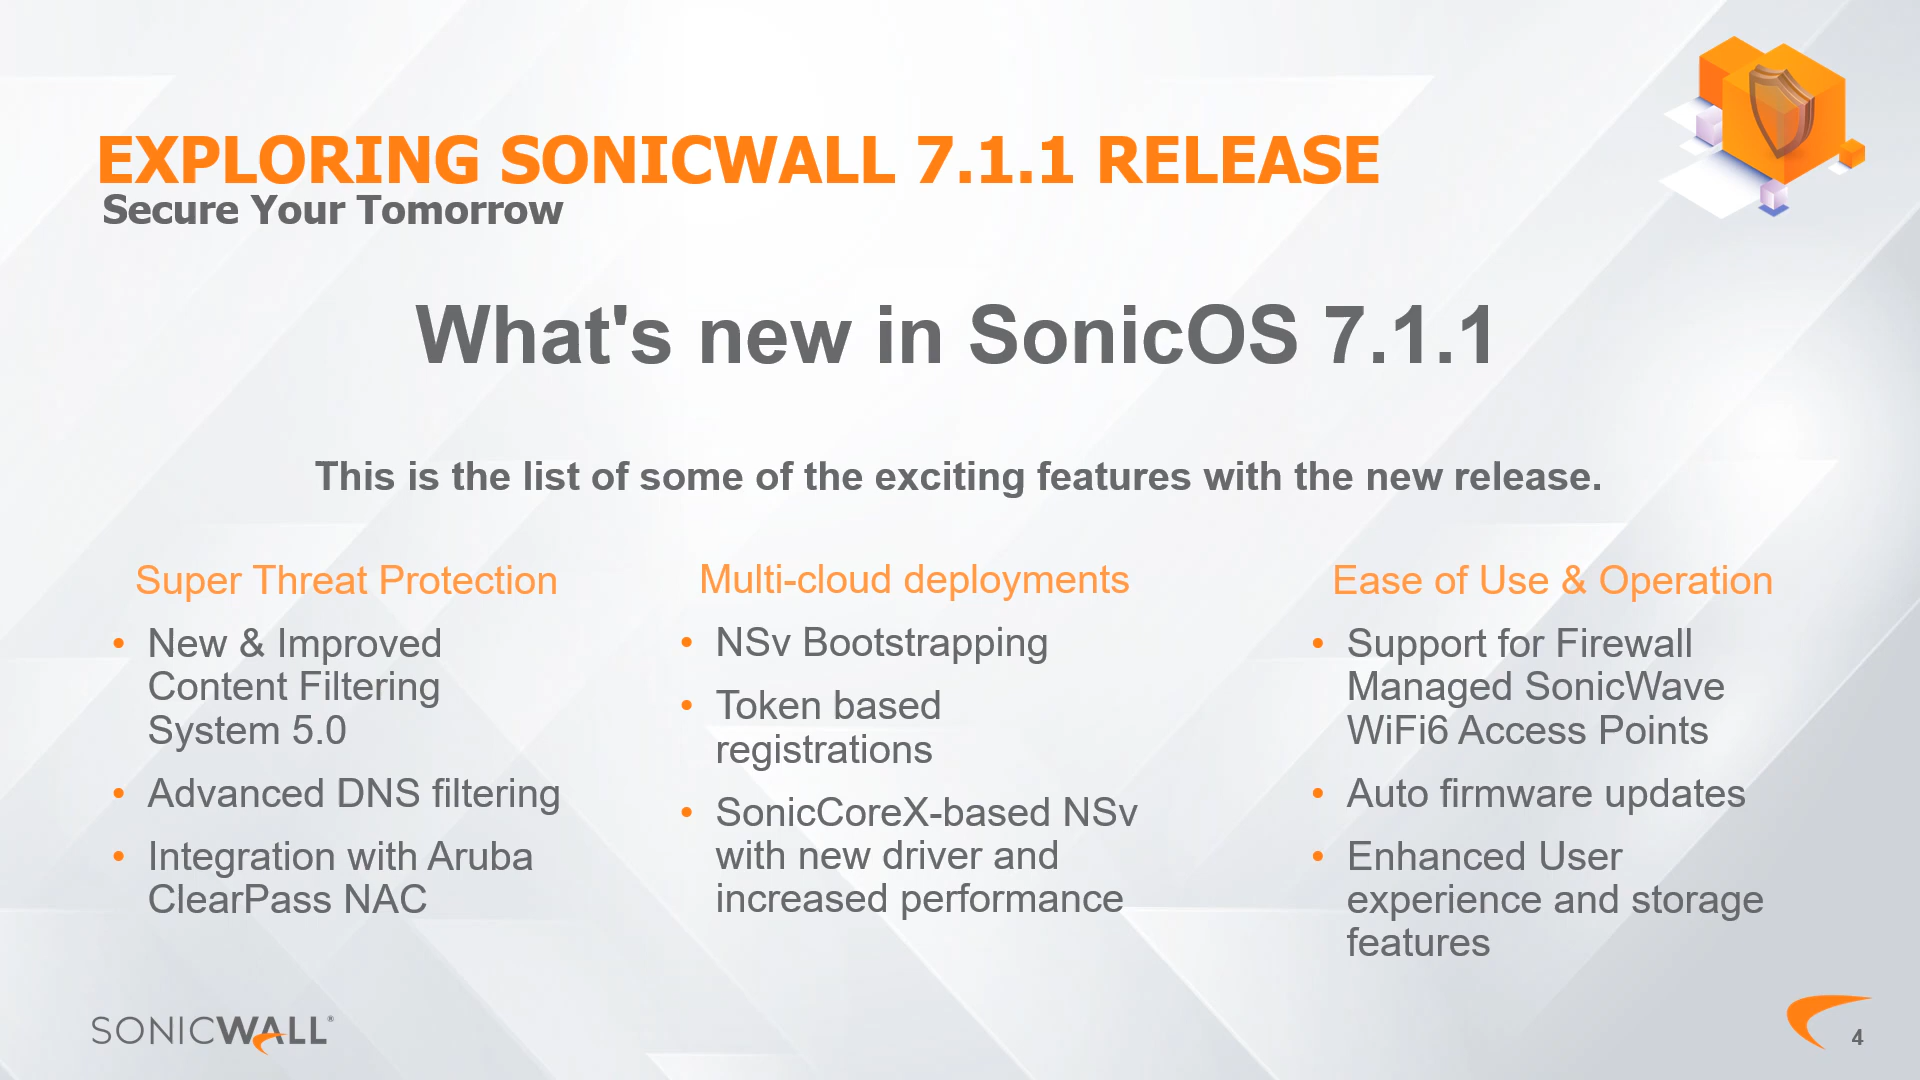 EXPLORING SONICWALL 7.1.1 RELEASE
Secure Your Tomorrow
What's new in SonicOS 7.1.1
This is the list of some of the exciting features with the new release.
Super Threat Protection
• New & Improved
Content Filtering
System 5.0
• Advanced DNS filtering
• Integration with Aruba
ClearPass NAC
Multi-cloud deployments
• NSv Bootstrapping
• Token based
registrations
• SonicCoreX-based NSv
with new driver and
increased performance
Ease of Use & Operation
• Support for Firewall
Managed SonicWave
WiFi6 Access Points
• Auto firmware updates
• Enhanced User
experience and storage
features
SONICWALL®
4